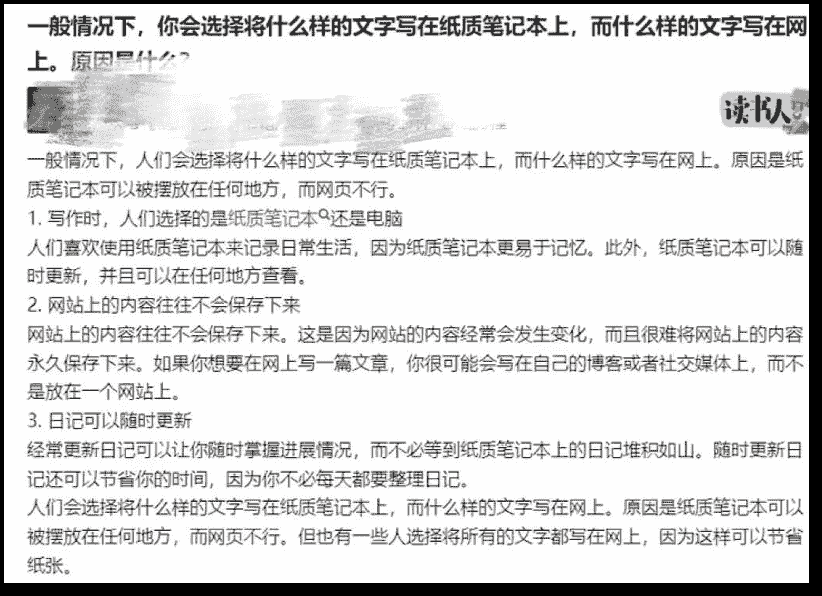 一般情况下，你会选择将什么样的文字写在纸质笔记本上，而什么样的文字写在网
上。原因是什么？
读书人
一般情况下，人们会选择将什么样的文字写在纸质笔记本上，而什么样的文字写在网上。原因是纸
质笔记本可以被摆放在任何地方，而网页不行。
1. 写作时，人们选择的是纸质笔记本还是电脑
人们喜欢使用纸质笔记本来记录日常生活，因为纸质笔记本更易于记忆。此外，纸质笔记本可以随
时更新，并且可以在任何地方查看。
2. 网站上的内容往往不会保存下来
网站上的内容往往不会保存下来。这是因为网站的内容经常会发生变化，而且很难将网站上的内容
永久保存下来。如果你想要在网上写一篇文章，你很可能会写在自己的博客或者社交媒体上，而不
是放在一个网站上。
3. 日记可以随时更新
经常更新日记可以让你随时掌握进展情况，而不必等到纸质笔记本上的日记堆积如山。随时更新日
记还可以节省你的时间，因为你不必每天都要整理日记。
人们会选择将什么样的文字写在纸质笔记本上，而什么样的文字写在网上。原因是纸质笔记本可以
被摆放在任何地方，而网页不行。但也有一些人选择将所有的文字都写在网上，因为这样可以节省
纸张。